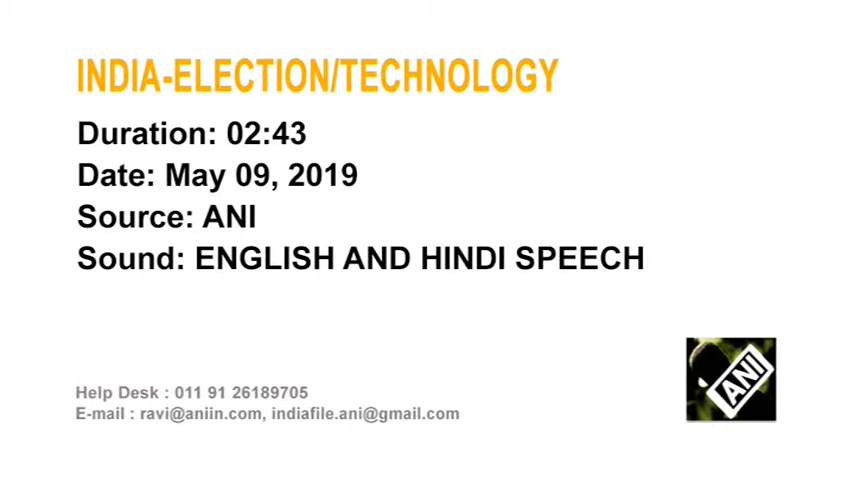 INDIA-ELECTION/TECHNOLOGY
Duration: 02:43
Date: May 09, 2019
Source: ANI
Sound: ENGLISH AND HINDI SPEECH
Help Desk : 011 91 26189705
E-mail : ravi@aniin.com, indiafile.ani@gmail.com
ANI